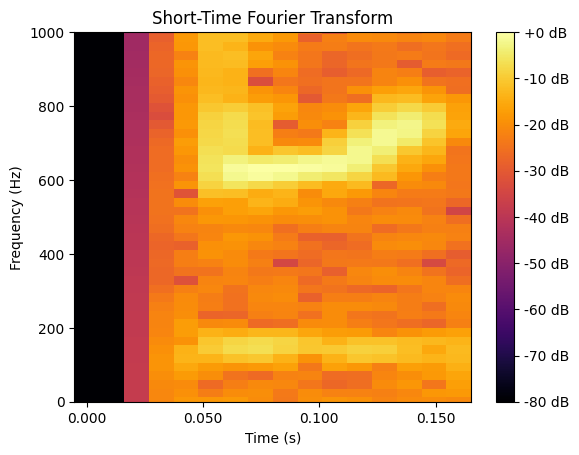 Short-Time Fourier Transform
Frequency (Hz)
1000
800
600
400
200
0
0.000
0.050
0.100
0.150
Time (s)
+0 dB
-10 dB
-20 dB
-30 dB
-40 dB
-50 dB
-60 dB
-70 dB
-80 dB